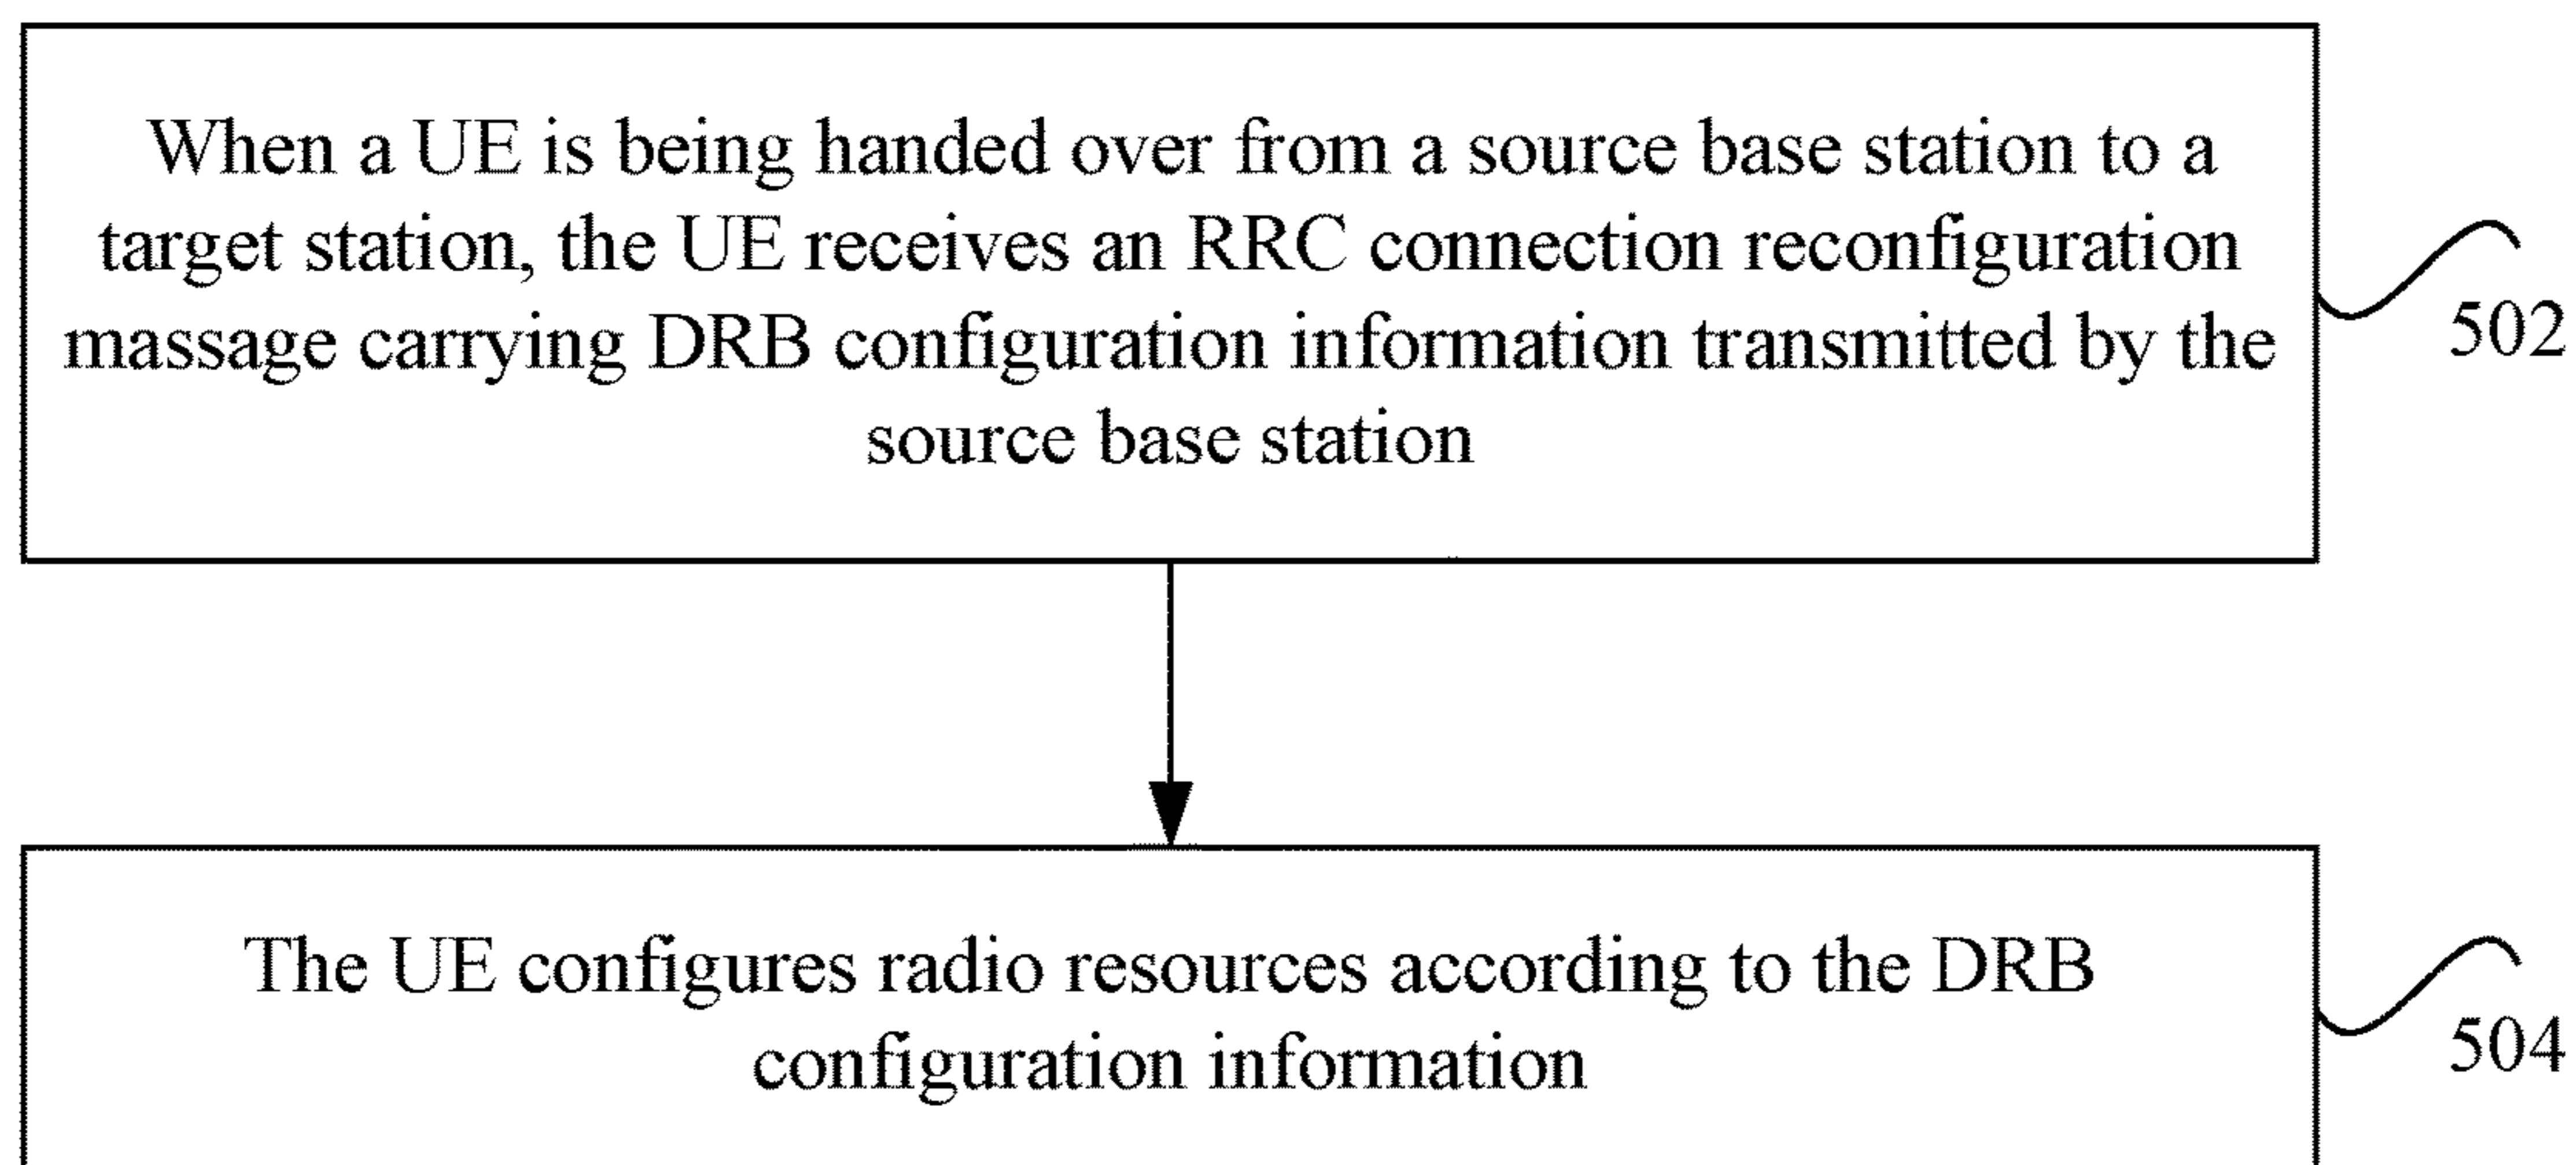 When a UE is being handed over from a source base station to a
target station, the UE receives an RRC connection reconfiguration
massage carrying DRB configuration information transmitted by the
source base station
502
The UE configures radio resources according to the DRB
configuration information
504